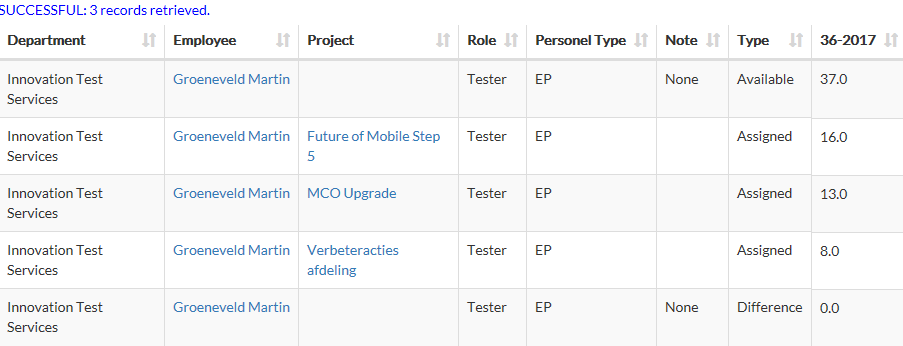 SUCCESSFUL: 3 records retrieved.
Department Employee Project Role Personel Type Note Type 36-2017
Innovation Test Services Groeneveld Martin Tester EP None Available 37.0
Innovation Test Services Groeneveld Martin Future of Mobile Step 5 Tester EP Assigned 16.0
Innovation Test Services Groeneveld Martin MCO Upgrade Tester EP Assigned 13.0
Innovation Test Services Groeneveld Martin Verbeteracties afdeling Tester EP Assigned 8.0
Innovation Test Services Groeneveld Martin Tester EP None Difference 0.0